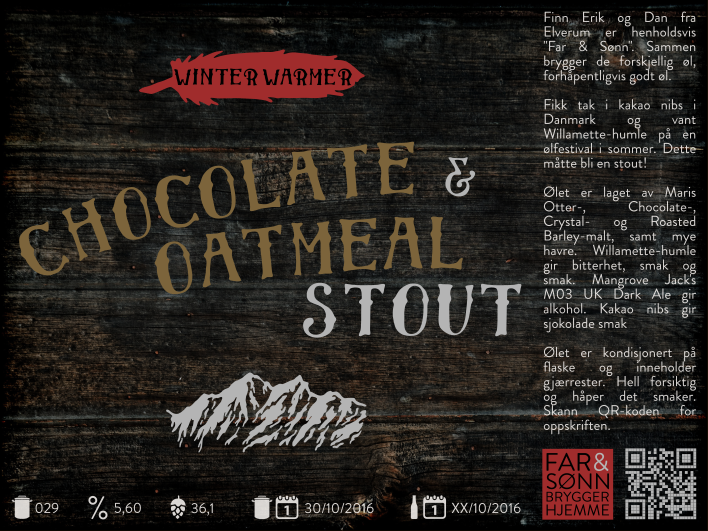 WINTER WARMER
CHOCOLATE &
OATMEAL
STOUT
Finn Erik og Dan fra
Elverum er henholdsvis
"Far & Sønn". Sammen
brygger de forskjellig øl,
forhåpentligvis godt øl.
Fikk tak i kakao nibs i
Danmark og vant
Willamette-humle på en
ølfestival i sommer. Dette
måtte bli en stout!
Ølet er laget av Maris
Otter-, Chocolate-,
Crystal- og Roasted
Barley-malt, samt mye
havre. Willamette-humle
gir bitterhet, smak og
smak. Mangrove Jack's
M03 UK Dark Ale gir
alkohol. Kakao nibs gir
sjokolade smak
Ølet er kondisjonert på
flaske og inneholder
gjærrester. Hell forsiktig
og håper det smaker.
Skann QR-koden for
oppskriften.
FAR&
SØNN
BRYGGER
HJEMME
029 % 5,60 36,1 1 30/10/2016 1 XX/10/2016